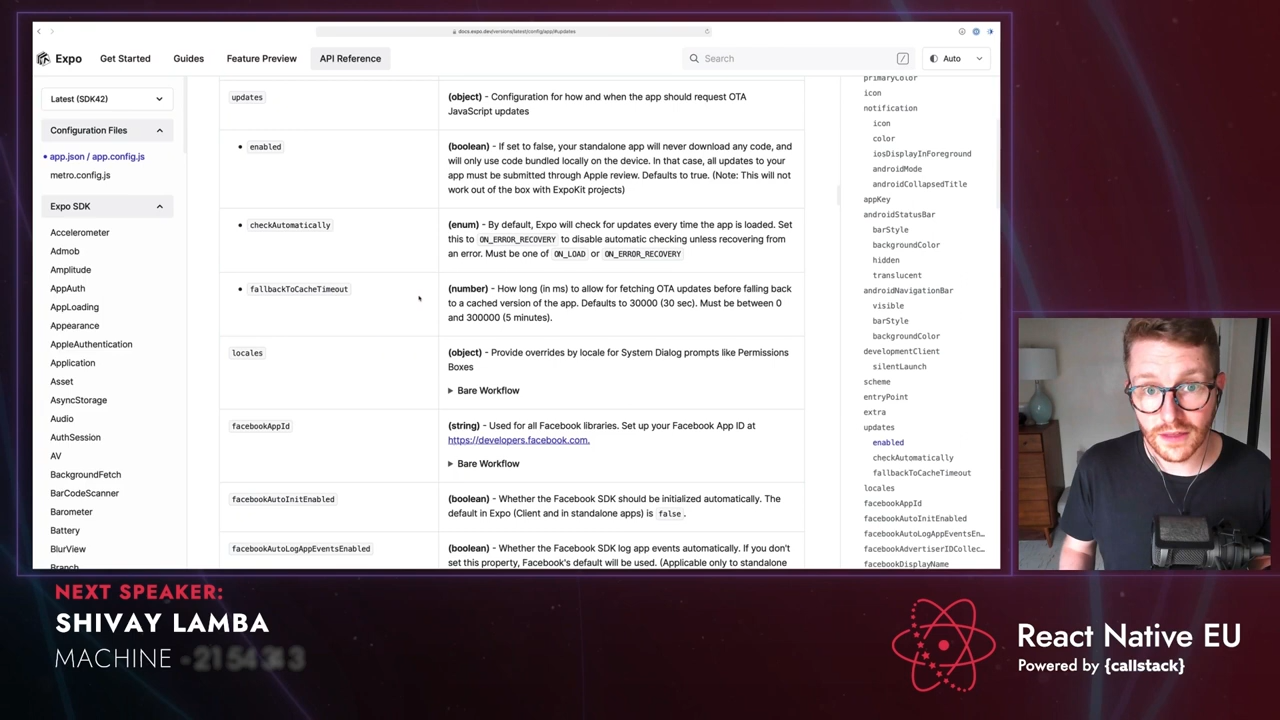 docs.expo.dev/versions/latest/config/app/#updates
Expo
Get Started
Guides
Feature Preview
API Reference
Search
/
Auto
Latest (SDK42)
Configuration Files
app.json / app.config.js
metro.config.js
Expo SDK
Accelerometer
Admob
Amplitude
AppAuth
AppLoading
Appearance
AppleAuthentication
Application
Asset
AsyncStorage
Audio
AuthSession
AV
BackgroundFetch
BarCodeScanner
Barometer
Battery
BlurView
Branch
updates
(object) - Configuration for how and when the app should request OTA
JavaScript updates
enabled
(boolean) - If set to false, your standalone app will never download any code, and
will only use code bundled locally on the device. In that case, all updates to your
app must be submitted through Apple review. Defaults to true. (Note: This will not
work out of the box with ExpoKit projects)
checkAutomatically
(enum) - By default, Expo will check for updates every time the app is loaded. Set
this to ON_ERROR_RECOVERY to disable automatic checking unless recovering from
an error. Must be one of ON_LOAD or ON_ERROR_RECOVERY
fallbackToCacheTimeout
(number) - How long (in ms) to allow for fetching OTA updates before falling back
to a cached version of the app. Defaults to 30000 (30 sec). Must be between 0
and 300000 (5 minutes).
locales
(object) - Provide overrides by locale for System Dialog prompts like Permissions
Boxes
Bare Workflow
facebookAppId
(string) - Used for all Facebook libraries. Set up your Facebook App ID at
https://developers.facebook.com.
Bare Workflow
facebookAutoInitEnabled
(boolean) - Whether the Facebook SDK should be initialized automatically. The
default in Expo (Client and in standalone apps) is false.
facebookAutoLogAppEventsEnabled
(boolean) - Whether the Facebook SDK log app events automatically. If you don't
set this property, Facebook's default will be used. (Applicable only to standalone
primaryColor
icon
notification
icon
color
iosDisplayInForeground
androidMode
androidCollapsedTitle
appKey
androidStatusBar
barStyle
backgroundColor
hidden
translucent
androidNavigationBar
visible
barStyle
backgroundColor
developmentClient
silentLaunch
scheme
entryPoint
extra
updates
enabled
checkAutomatically
fallbackToCacheTimeout
locales
facebookAppId
facebookAutoInitEnabled
facebookAutoLogAppEventsEn…
facebookAdvertiserIDCollec…
facebookDisplayName
NEXT SPEAKER:
SHIVAY LAMBA
MACHINE
React Native EU
Powered by {callstack}